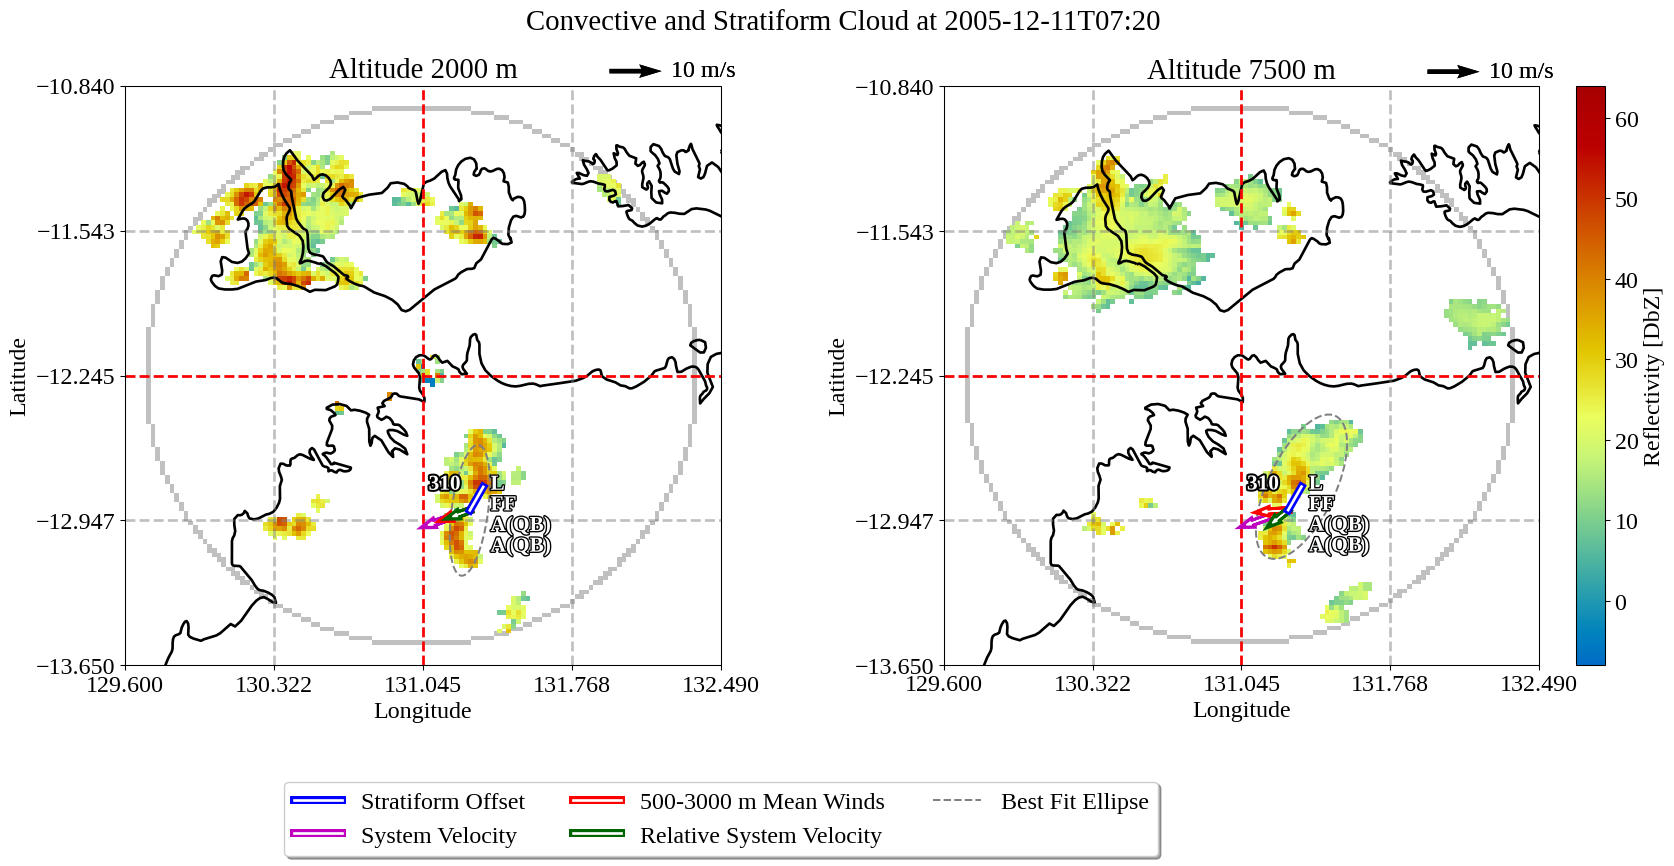 Convective and Stratiform Cloud at 2005-12-11T07:20
Altitude 2000 m
10 m/s
−10.840
−11.543
−12.245
−12.947
−13.650
129.600
130.322
131.045
131.768
132.490
Latitude
Longitude
310
L
FF
A(QB)
A(QB)
Altitude 7500 m
10 m/s
−10.840
−11.543
−12.245
−12.947
−13.650
129.600
130.322
131.045
131.768
132.490
Latitude
Longitude
310
L
FF
A(QB)
A(QB)
60
50
40
30
20
10
0
Reflectivity [DbZ]
Stratiform Offset
System Velocity
500-3000 m Mean Winds
Relative System Velocity
Best Fit Ellipse